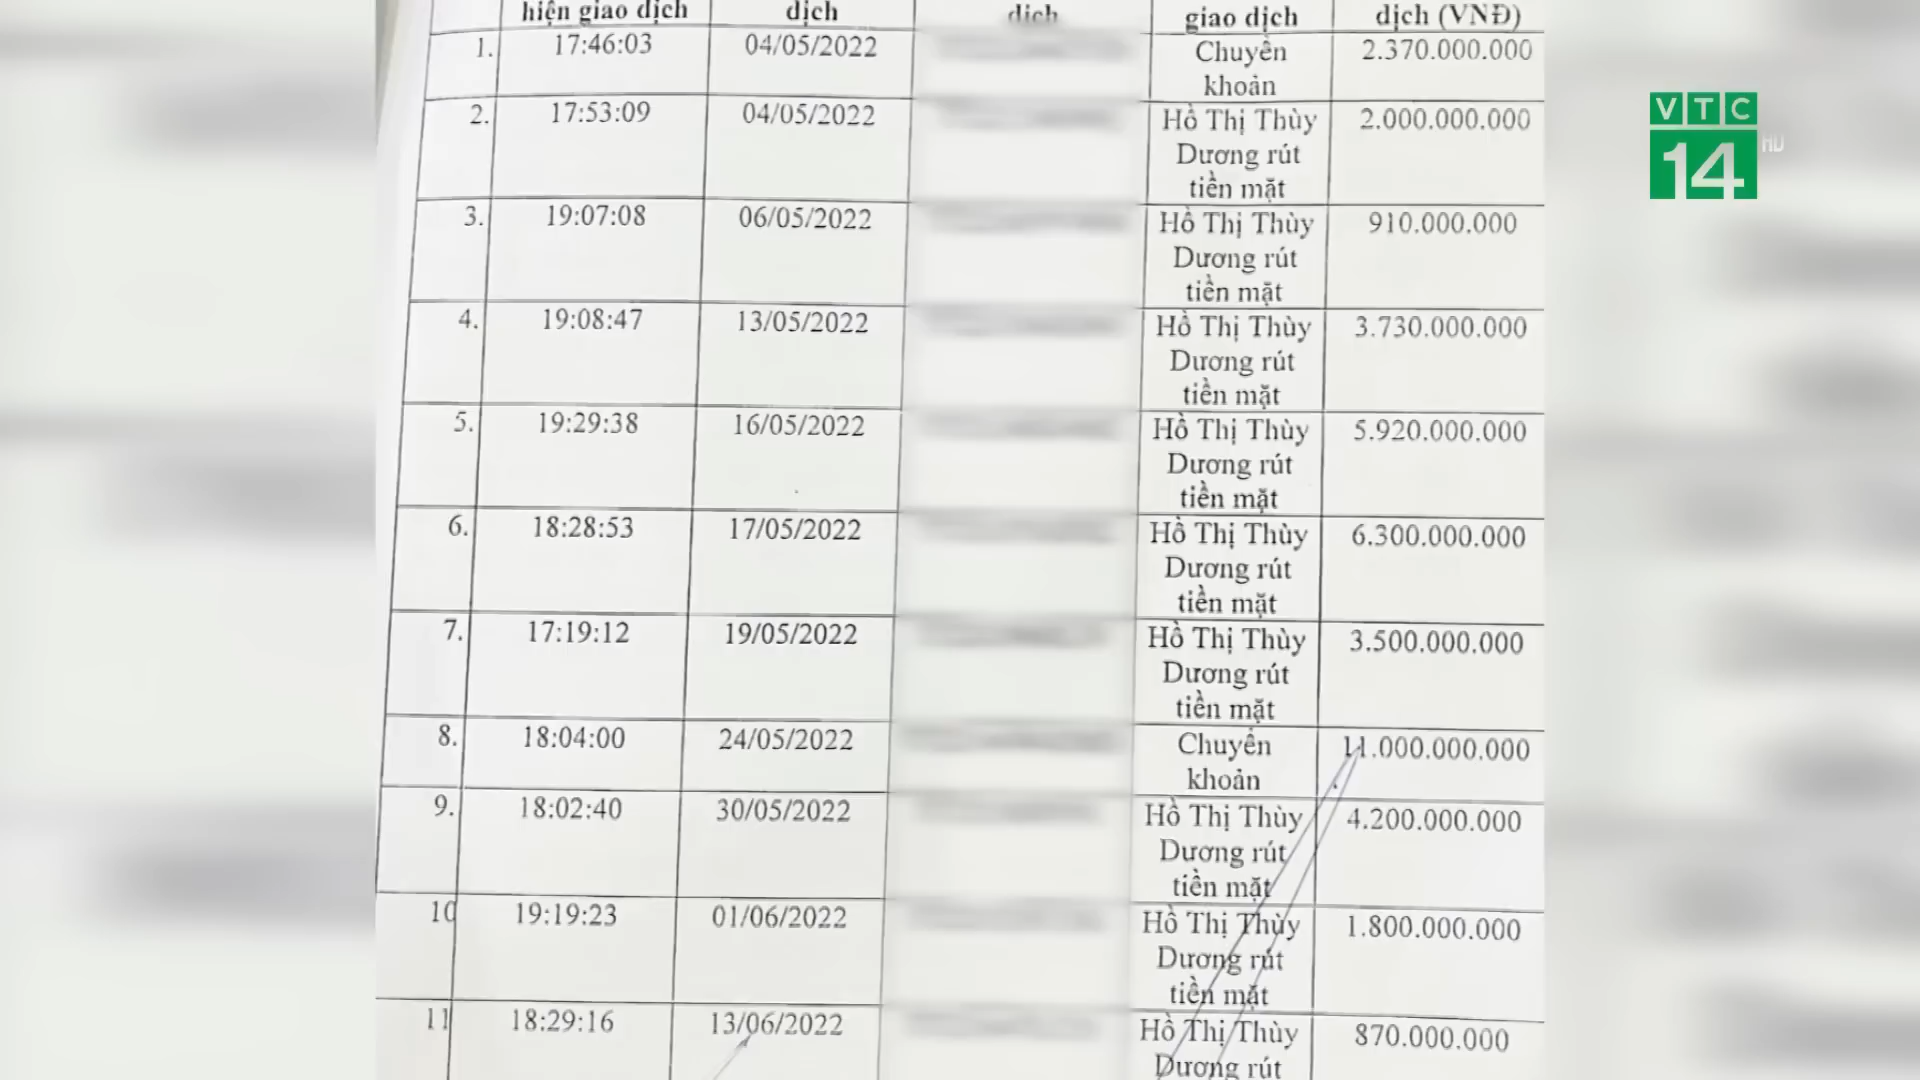 hiện giao dịch dịch dịch giao dịch dịch (VNĐ)
1. 17:46:03 04/05/2022 Chuyển 2.370.000.000
khoản
2. 17:53:09 04/05/2022 Hồ Thị Thùy 2.000.000.000
Dương rút
tiền mặt
3. 19:07:08 06/05/2022 Hồ Thị Thùy 910.000.000
Dương rút
tiền mặt
4. 19:08:47 13/05/2022 Hồ Thị Thùy 3.730.000.000
Dương rút
tiền mặt
5. 19:29:38 16/05/2022 Hồ Thị Thùy 5.920.000.000
Dương rút
tiền mặt
6. 18:28:53 17/05/2022 Hồ Thị Thùy 6.300.000.000
Dương rút
tiền mặt
7. 17:19:12 19/05/2022 Hồ Thị Thùy 3.500.000.000
Dương rút
tiền mặt
8. 18:04:00 24/05/2022 Chuyển 11.000.000.000
khoản
9. 18:02:40 30/05/2022 Hồ Thị Thùy 4.200.000.000
Dương rút
tiền mặt
10 19:19:23 01/06/2022 Hồ Thị Thùy 1.800.000.000
Dương rút
tiền mặt
11 18:29:16 13/06/2022 Hồ Thị Thùy 870.000.000
Dương rút
VTC
14 HD